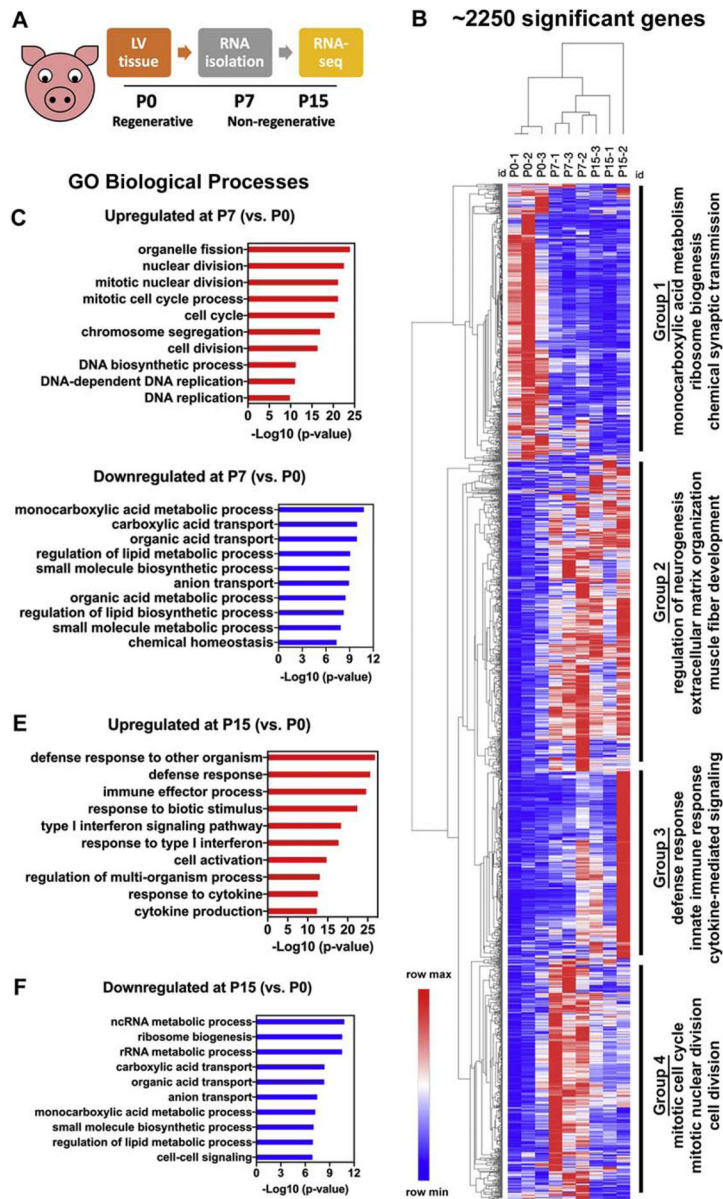 A
LV
tissue
RNA
isolation
RNA-
seq
P0
P7
P15
Regenerative
Non-regenerative
B
~2250 significant genes
id
P0-1
P0-2
P0-3
P7-1
P7-3
P7-2
P15-3
P15-1
P15-2
id
Group 1
monocarboxylic acid metabolism
ribosome biogenesis
chemical synaptic transmission
Group 2
regulation of neurogenesis
extracellular matrix organization
muscle fiber development
Group 3
defense response
innate immune response
cytokine-mediated signaling
Group 4
mitotic cell cycle
mitotic nuclear division
cell division
row max
row min
GO Biological Processes
C
Upregulated at P7 (vs. P0)
organelle fission
nuclear division
mitotic nuclear division
mitotic cell cycle process
cell cycle
chromosome segregation
cell division
DNA biosynthetic process
DNA-dependent DNA replication
DNA replication
0 5 10 15 20 25
-Log10 (p-value)
Downregulated at P7 (vs. P0)
monocarboxylic acid metabolic process
carboxylic acid transport
organic acid transport
regulation of lipid metabolic process
small molecule biosynthetic process
anion transport
organic acid metabolic process
regulation of lipid biosynthetic process
small molecule metabolic process
chemical homeostasis
0 3 6 9 12
-Log10 (p-value)
E
Upregulated at P15 (vs. P0)
defense response to other organism
defense response
immune effector process
response to biotic stimulus
type I interferon signaling pathway
response to type I interferon
cell activation
regulation of multi-organism process
response to cytokine
cytokine production
0 5 10 15 20 25
-Log10 (p-value)
F
Downregulated at P15 (vs. P0)
ncRNA metabolic process
ribosome biogenesis
rRNA metabolic process
carboxylic acid transport
organic acid transport
anion transport
monocarboxylic acid metabolic process
small molecule biosynthetic process
regulation of lipid metabolic process
cell-cell signaling
0 3 6 9 12
-Log10 (p-value)